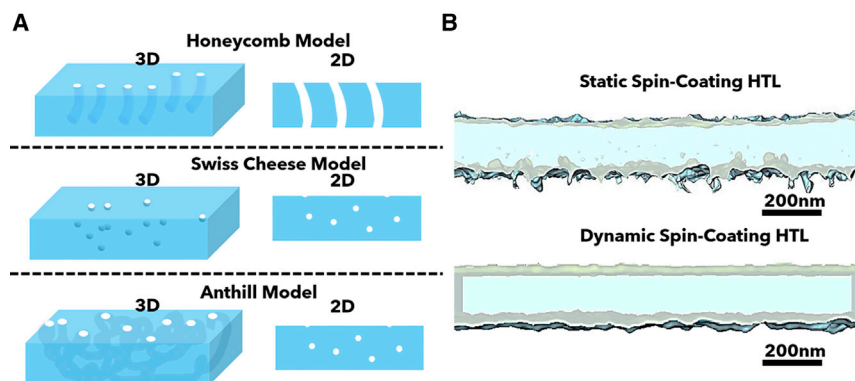 A
Honeycomb Model
3D
2D
Swiss Cheese Model
3D
2D
Anthill Model
3D
2D
B
Static Spin-Coating HTL
200nm
Dynamic Spin-Coating HTL
200nm